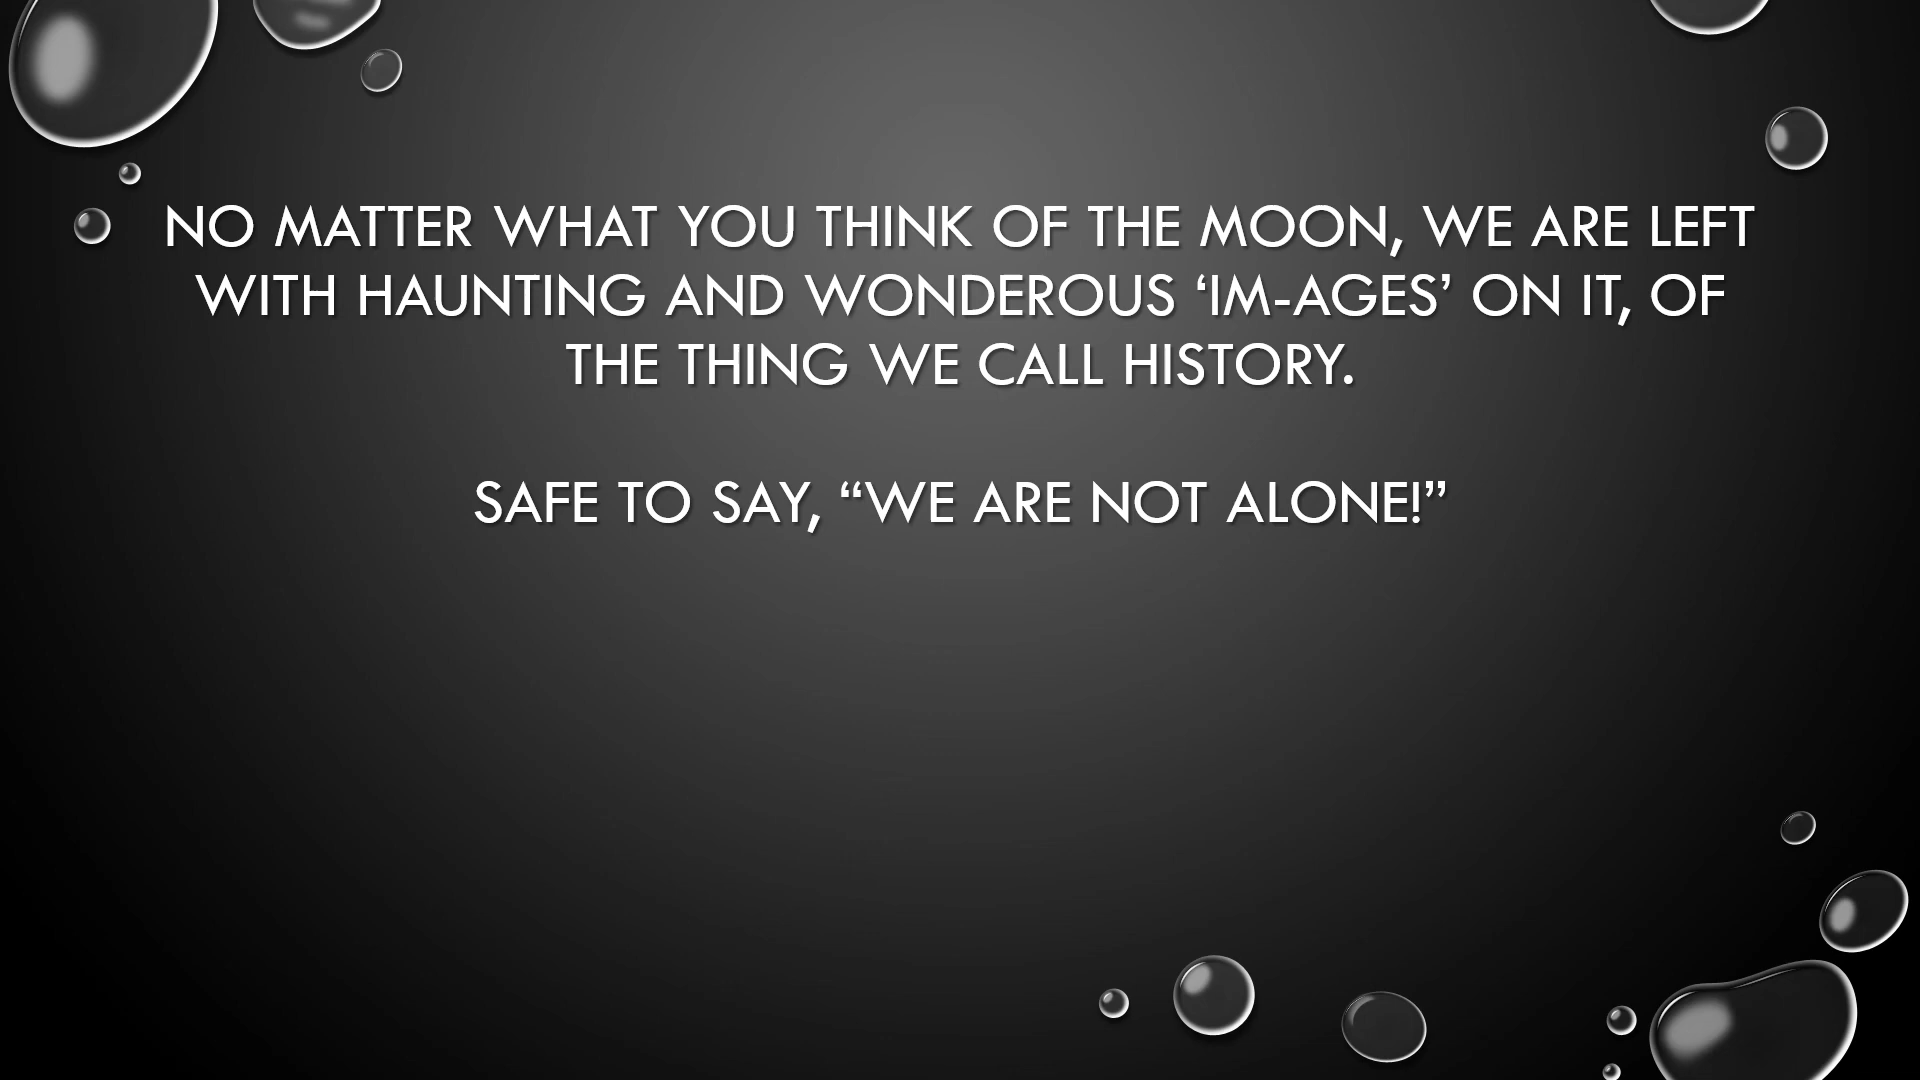 NO MATTER WHAT YOU THINK OF THE MOON, WE ARE LEFT
WITH HAUNTING AND WONDEROUS ‘IM-AGES’ ON IT, OF
THE THING WE CALL HISTORY.
SAFE TO SAY, “WE ARE NOT ALONE!”